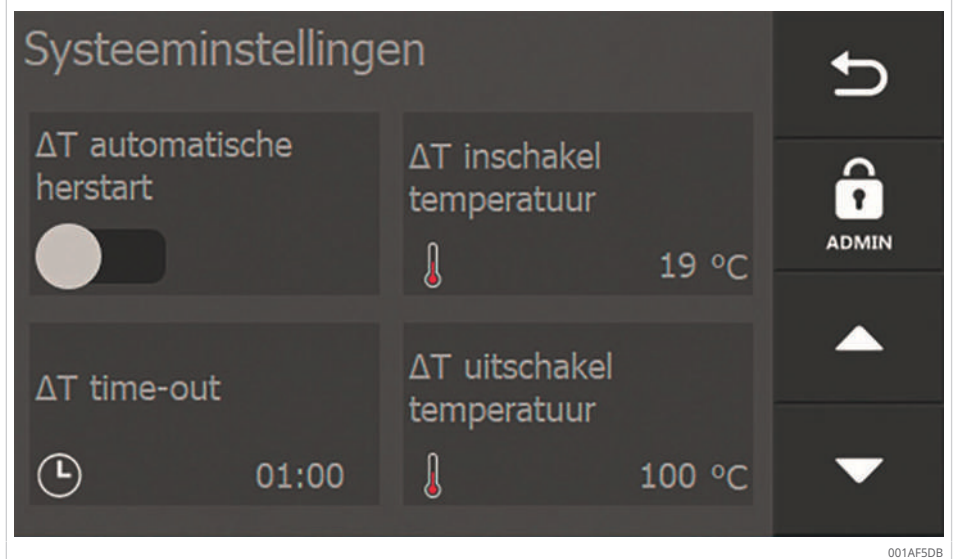 Systeeminstellingen
ΔT automatische
herstart
ΔT inschakel
temperatuur
19 °C
ADMIN
ΔT time-out
01:00
ΔT uitschakel
temperatuur
100 °C
001AF5DB